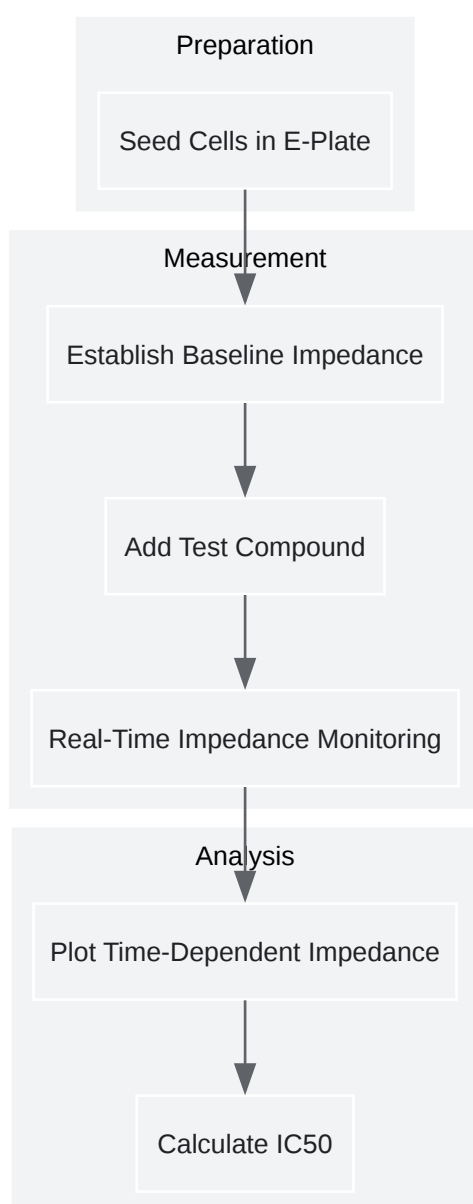 Preparation
Seed Cells in E-Plate
Measurement
Establish Baseline Impedance
Add Test Compound
Real-Time Impedance Monitoring
Analysis
Plot Time-Dependent Impedance
Calculate IC50